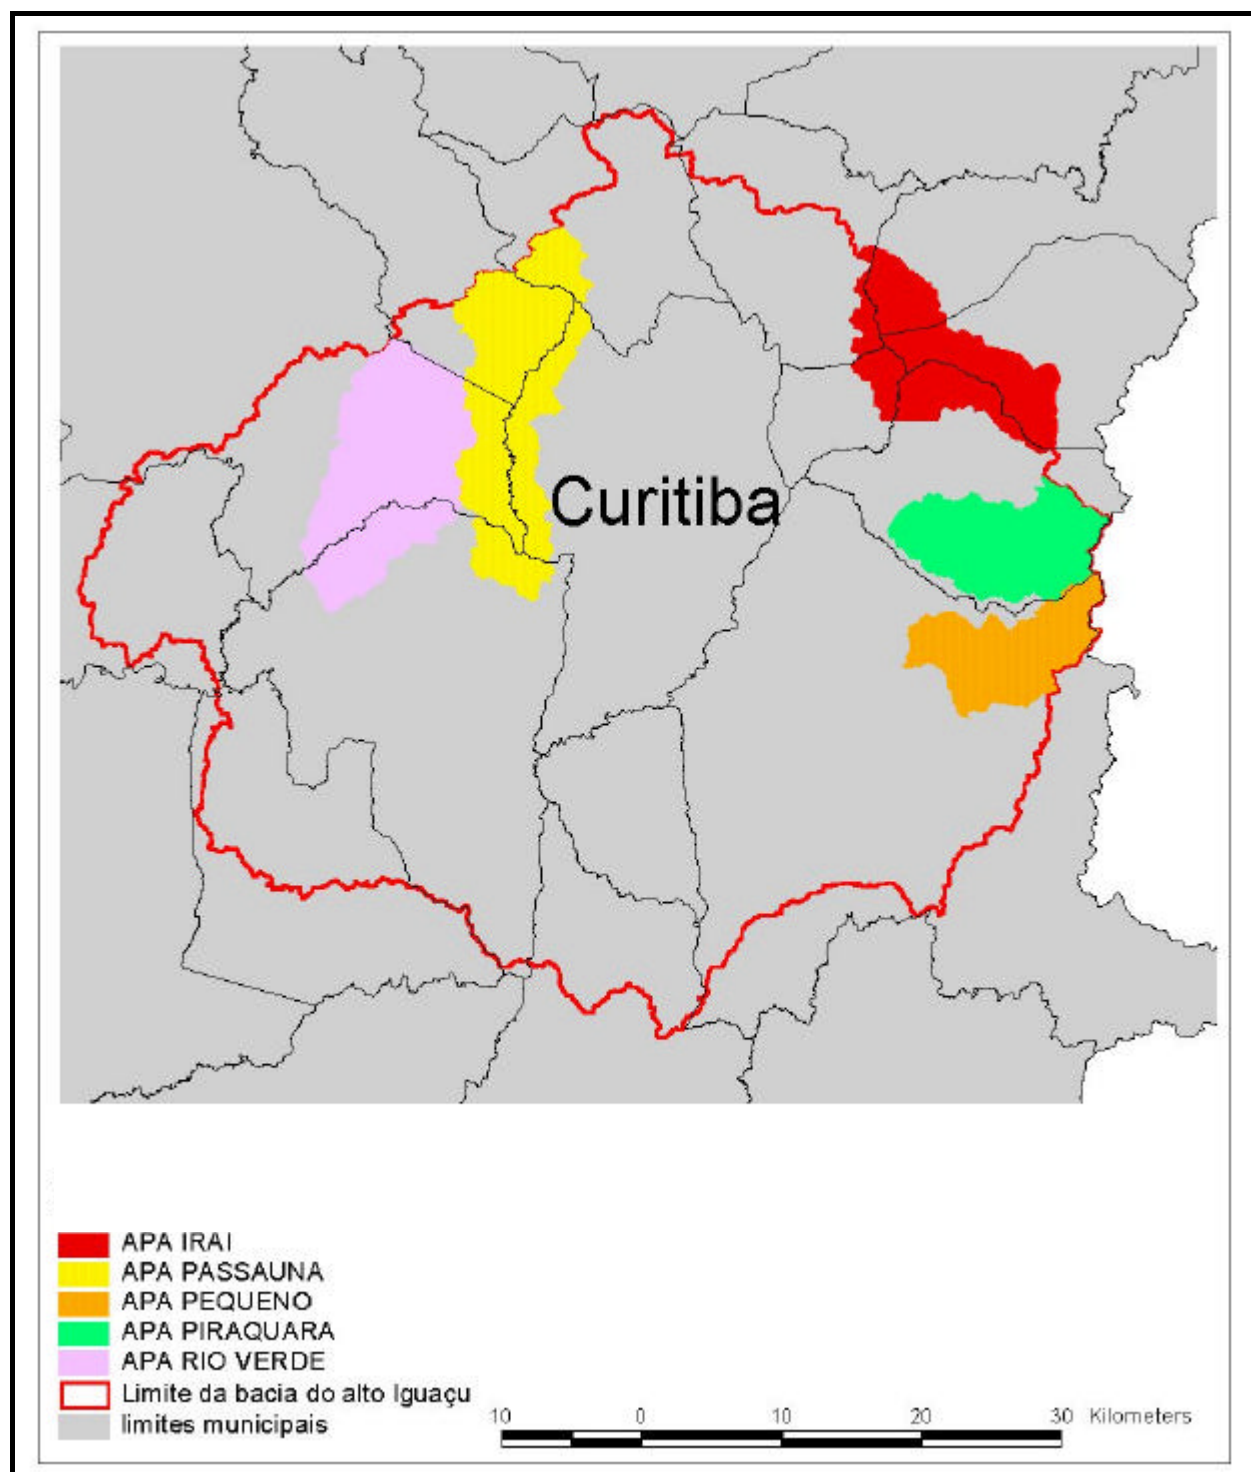 Curitiba
APA IRAI
APA PASSAUNA
APA PEQUENO
APA PIRAQUARA
APA RIO VERDE
Limite da bacia do alto Iguaçu
limites municipais
10 0 10 20 30 Kilometers